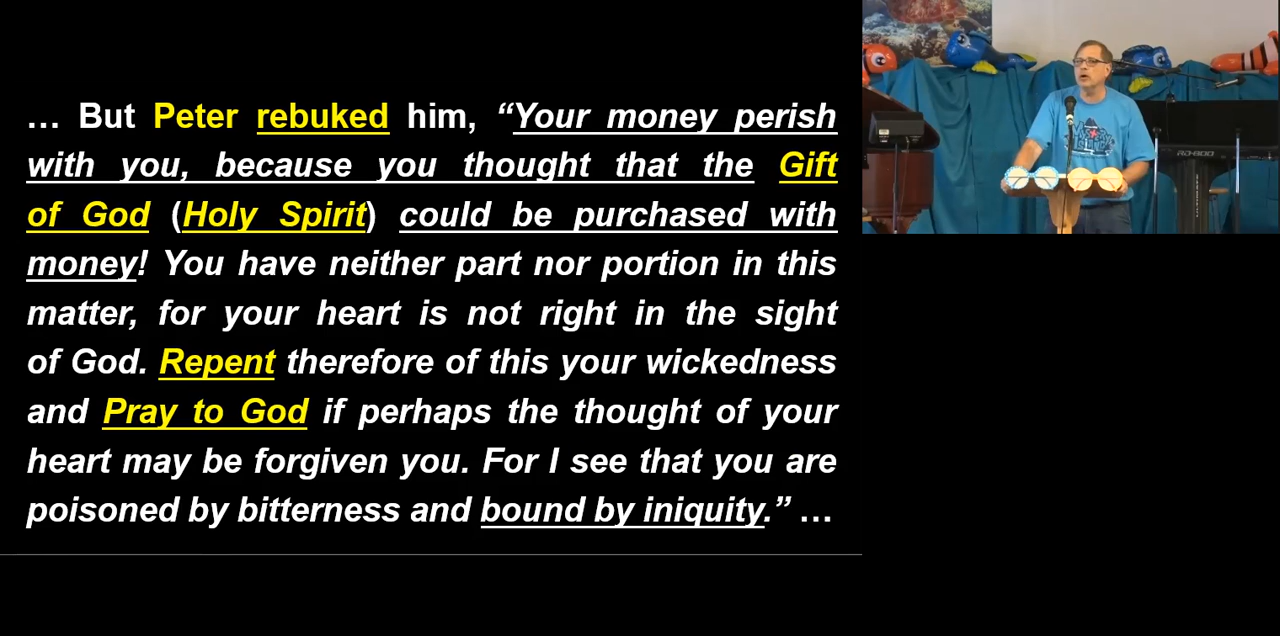 … But Peter rebuked him, “Your money perish
with you, because you thought that the Gift
of God (Holy Spirit) could be purchased with
money! You have neither part nor portion in this
matter, for your heart is not right in the sight
of God. Repent therefore of this your wickedness
and Pray to God if perhaps the thought of your
heart may be forgiven you. For I see that you are
poisoned by bitterness and bound by iniquity.” …
RD-800